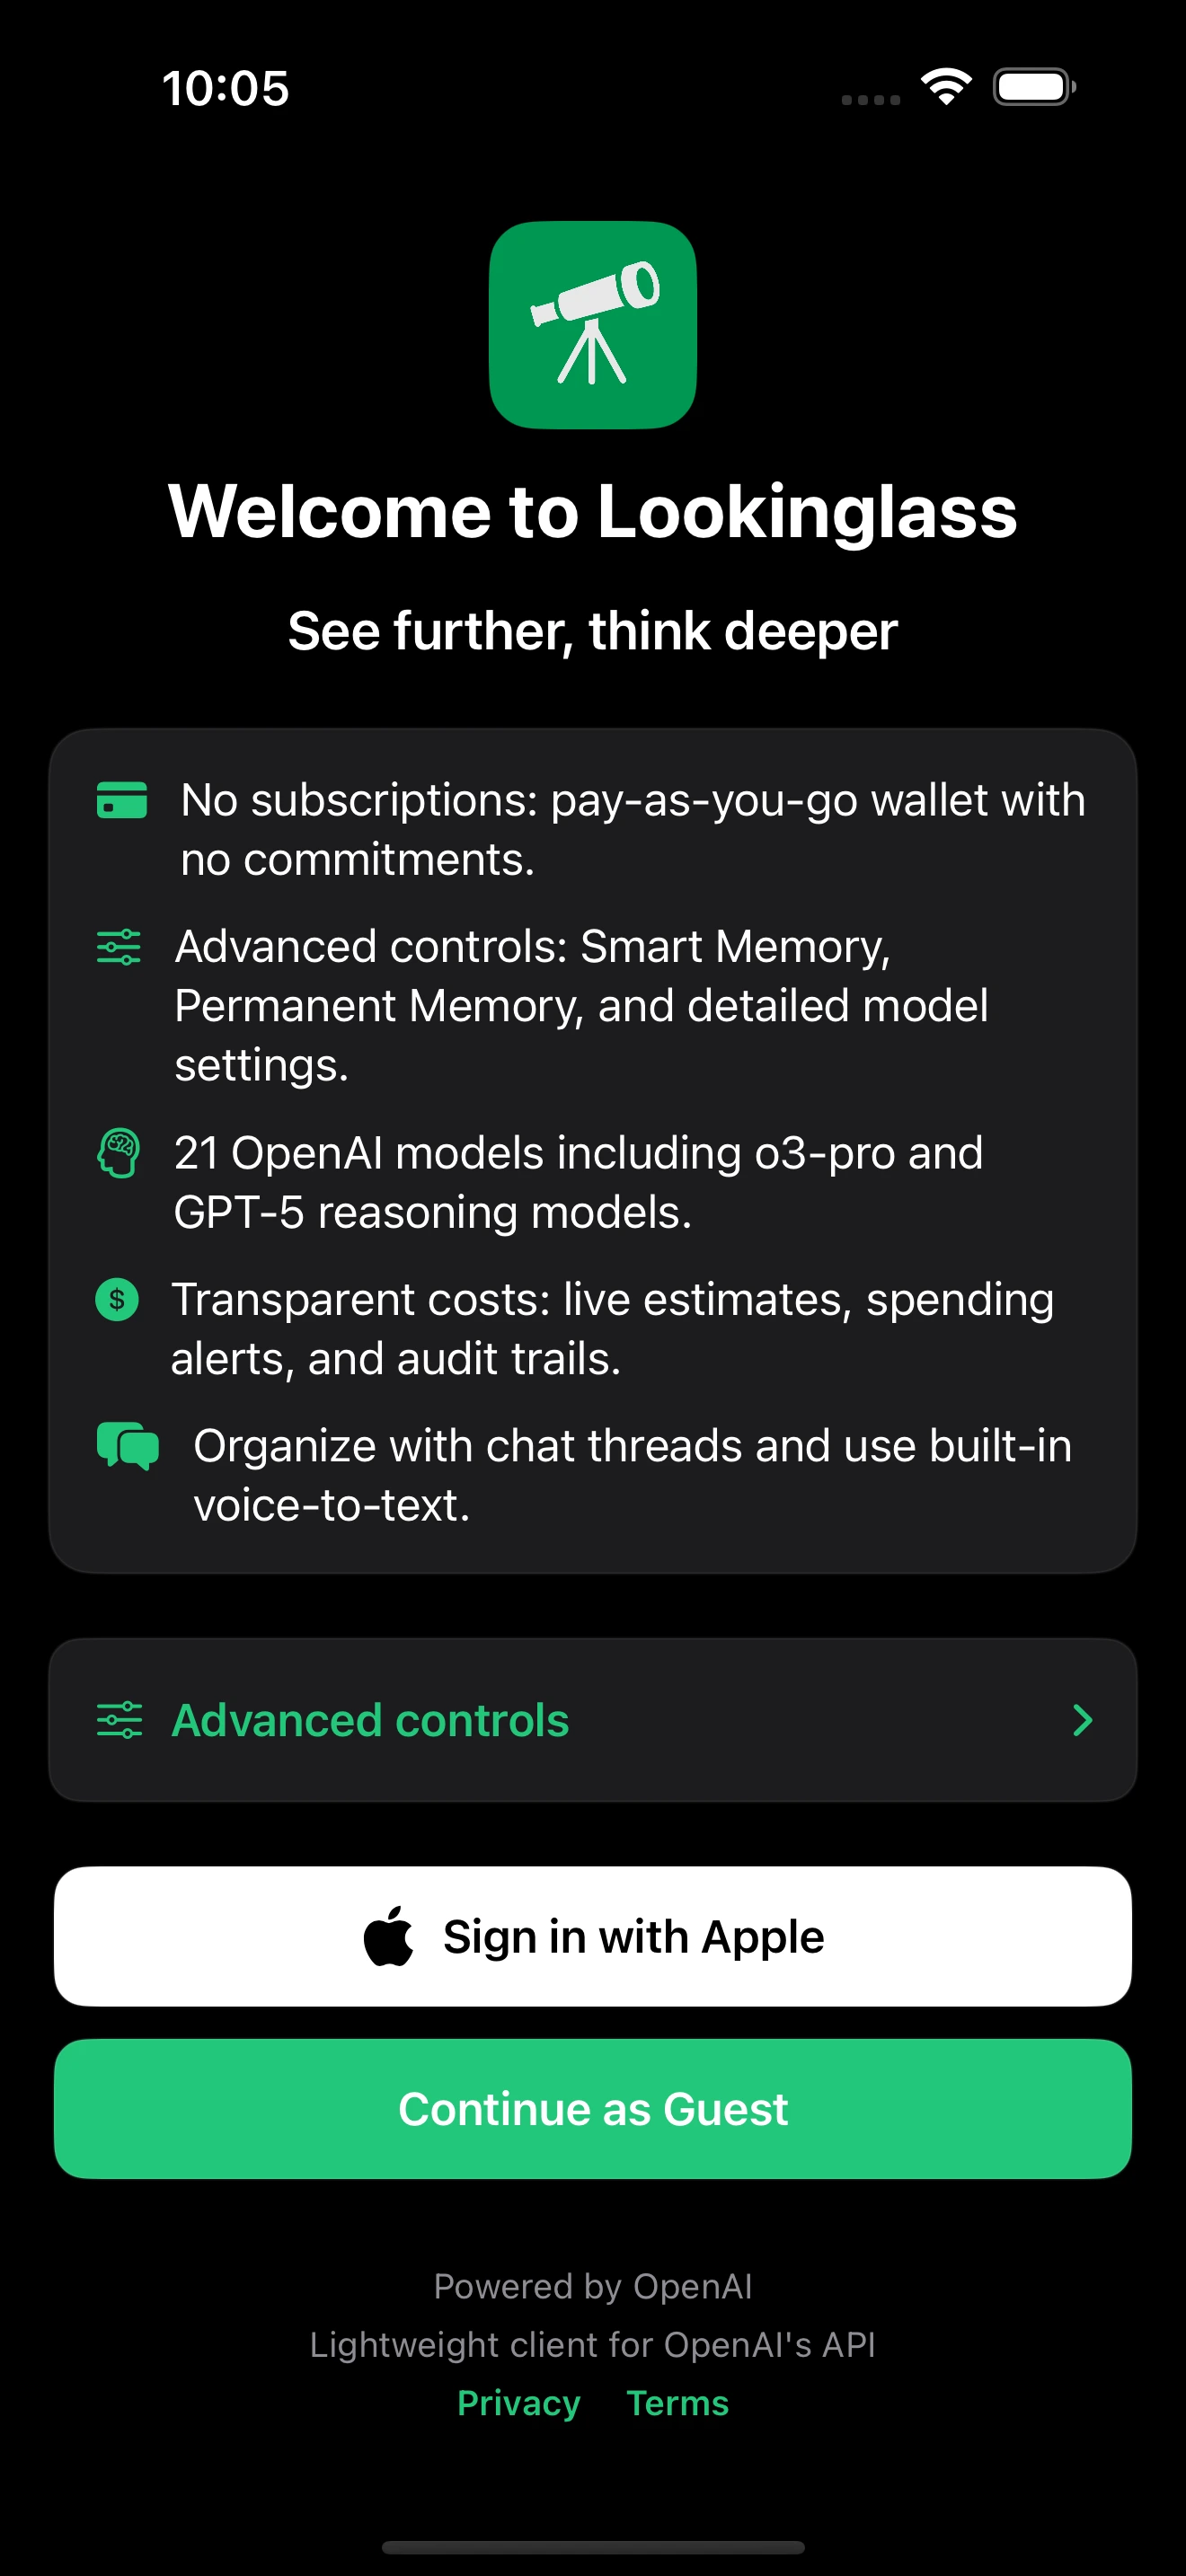 10:05
Welcome to Lookinglass
See further, think deeper
No subscriptions: pay-as-you-go wallet with
no commitments.
Advanced controls: Smart Memory,
Permanent Memory, and detailed model
settings.
21 OpenAI models including o3-pro and
GPT-5 reasoning models.
$
Transparent costs: live estimates, spending
alerts, and audit trails.
Organize with chat threads and use built-in
voice-to-text.
Advanced controls
Sign in with Apple
Continue as Guest
Powered by OpenAI
Lightweight client for OpenAI's API
Privacy Terms